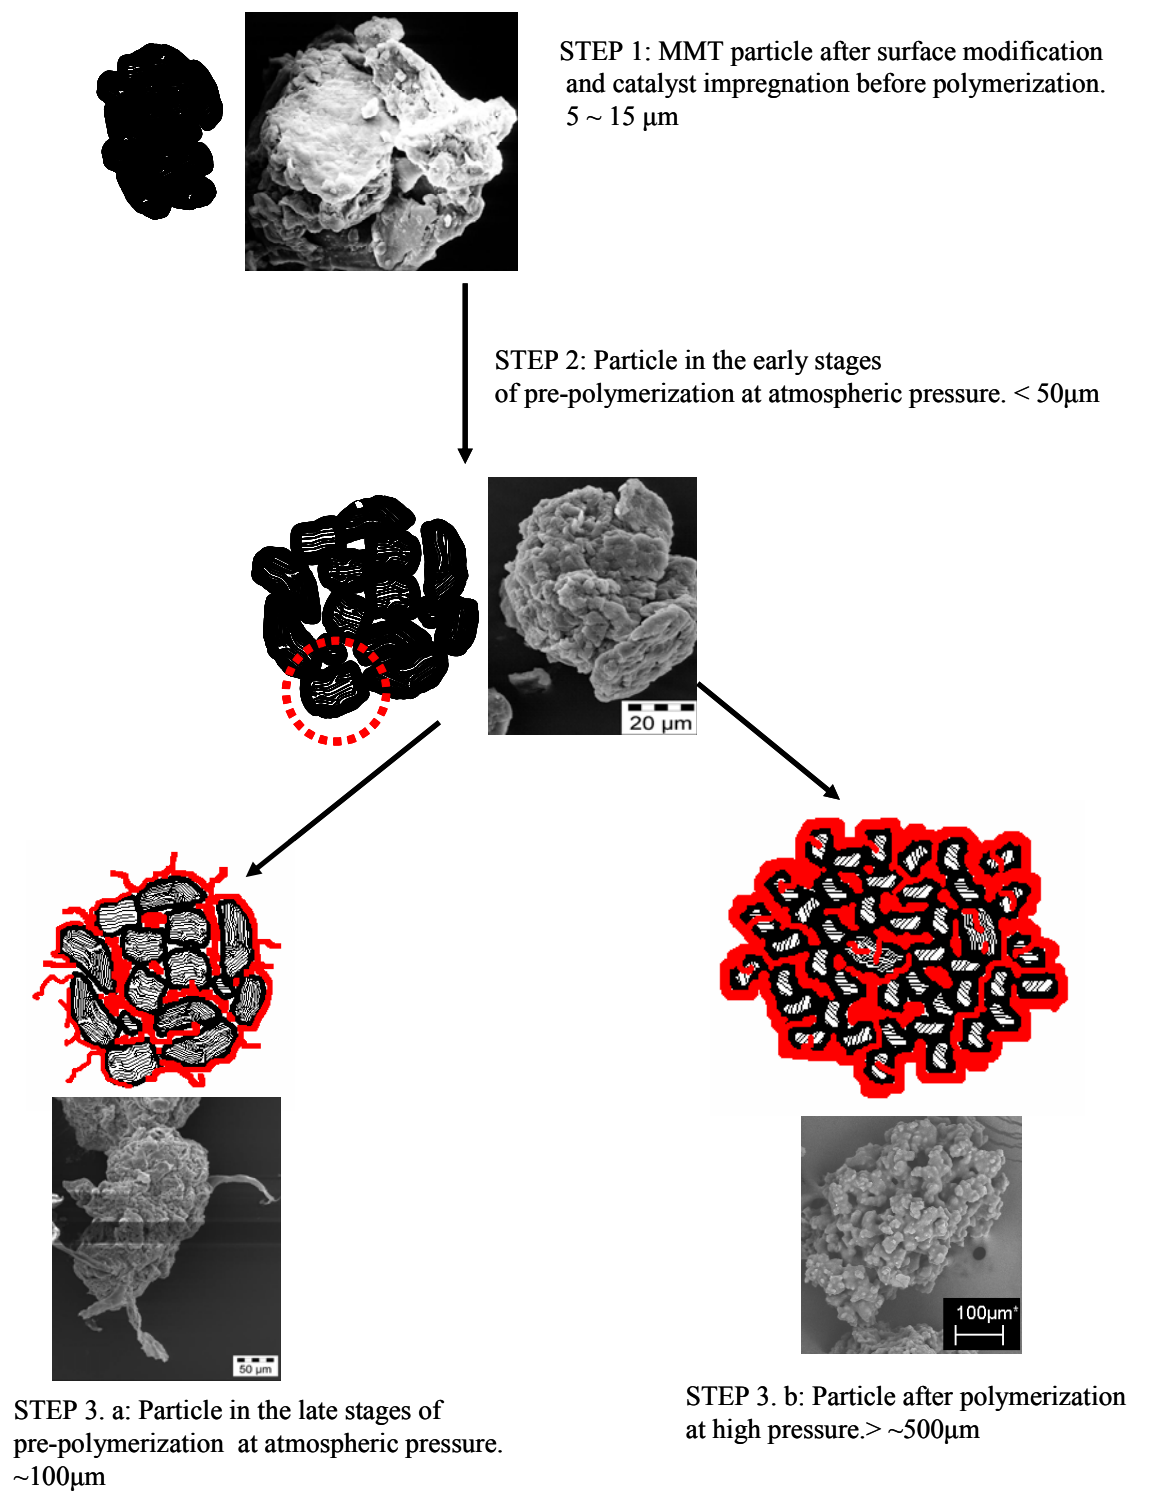 STEP 1: MMT particle after surface modification
and catalyst impregnation before polymerization.
5 ~ 15 μm
STEP 2: Particle in the early stages
of pre-polymerization at atmospheric pressure. < 50μm
20 μm
100μm*
50 μm
STEP 3. a: Particle in the late stages of
pre-polymerization at atmospheric pressure.
~100μm
STEP 3. b: Particle after polymerization
at high pressure.> ~500μm